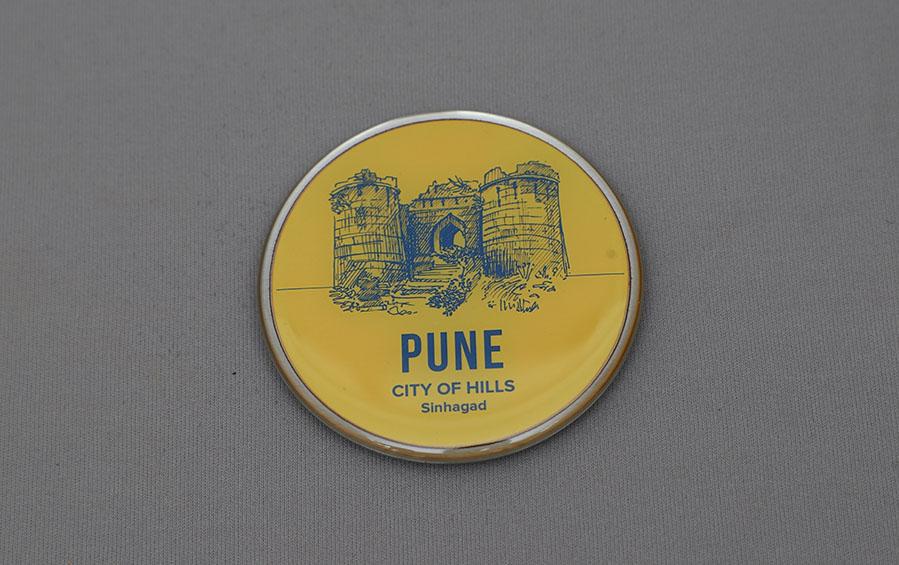 PUNE
CITY OF HILLS
Sinhagad